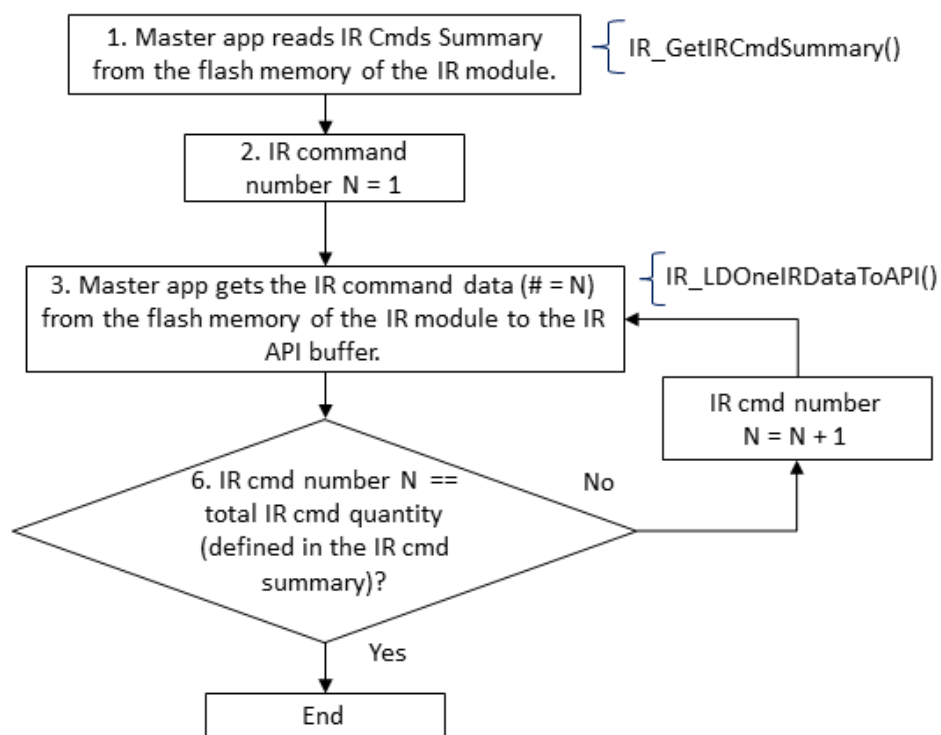 1. Master app reads IR Cmds Summary
from the flash memory of the IR module.
IR_GetIRCmdSummary()
2. IR command
number N = 1
IR_LDOneIRDataToAPI()
3. Master app gets the IR command data (# = N)
from the flash memory of the IR module to the IR
API buffer.
IR cmd number
N = N + 1
6. IR cmd number N ==
total IR cmd quantity
(defined in the IR cmd
summary)?
No
Yes
End